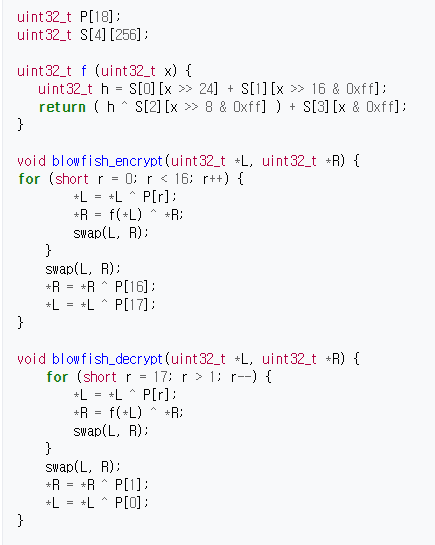 uint32_t P[18];
uint32_t S[4][256];

uint32_t f (uint32_t x) {
   uint32_t h = S[0][x >> 24] + S[1][x >> 16 & 0xff];
   return ( h ^ S[2][x >> 8 & 0xff] ) + S[3][x & 0xff];
}

void blowfish_encrypt(uint32_t *L, uint32_t *R) {
for (short r = 0; r < 16; r++) {
        *L = *L ^ P[r];
        *R = f(*L) ^ *R;
        swap(L, R);
    }
    swap(L, R);
    *R = *R ^ P[16];
    *L = *L ^ P[17];
}

void blowfish_decrypt(uint32_t *L, uint32_t *R) {
    for (short r = 17; r > 1; r--) {
        *L = *L ^ P[r];
        *R = f(*L) ^ *R;
        swap(L, R);
    }
    swap(L, R);
    *R = *R ^ P[1];
    *L = *L ^ P[0];
}